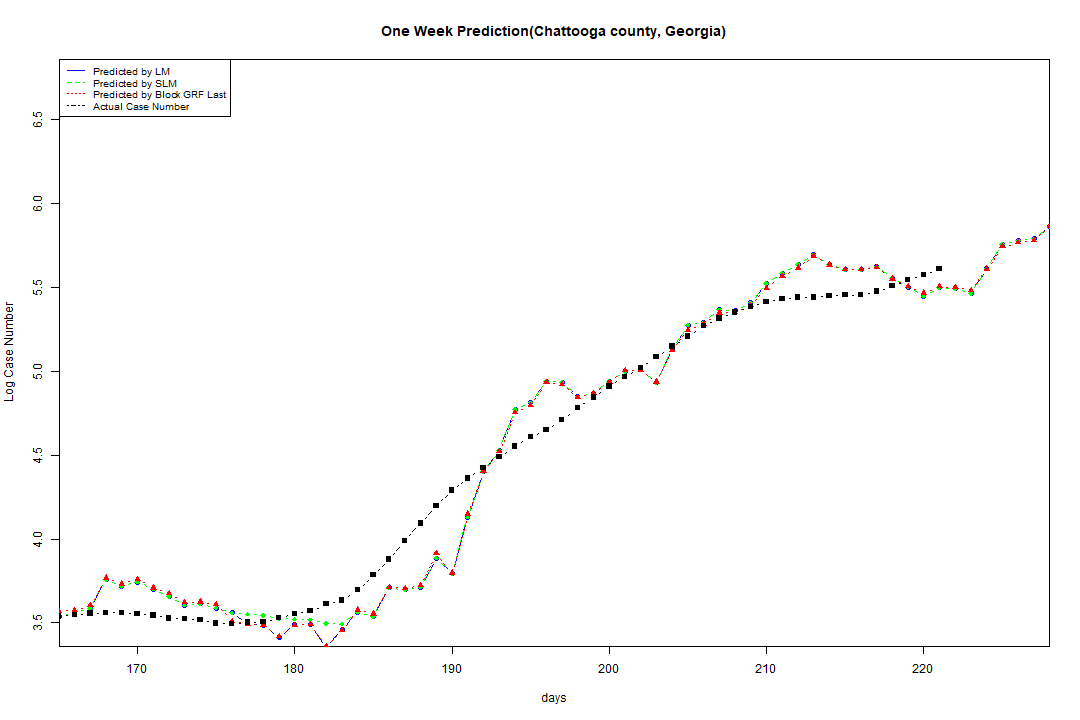 One Week Prediction(Chattooga county, Georgia)
Predicted by LM
Predicted by SLM
Predicted by Block GRF Last
Actual Case Number
6.5
6.0
5.5
5.0
4.5
4.0
3.5
Log Case Number
170 180 190 200 210 220
days